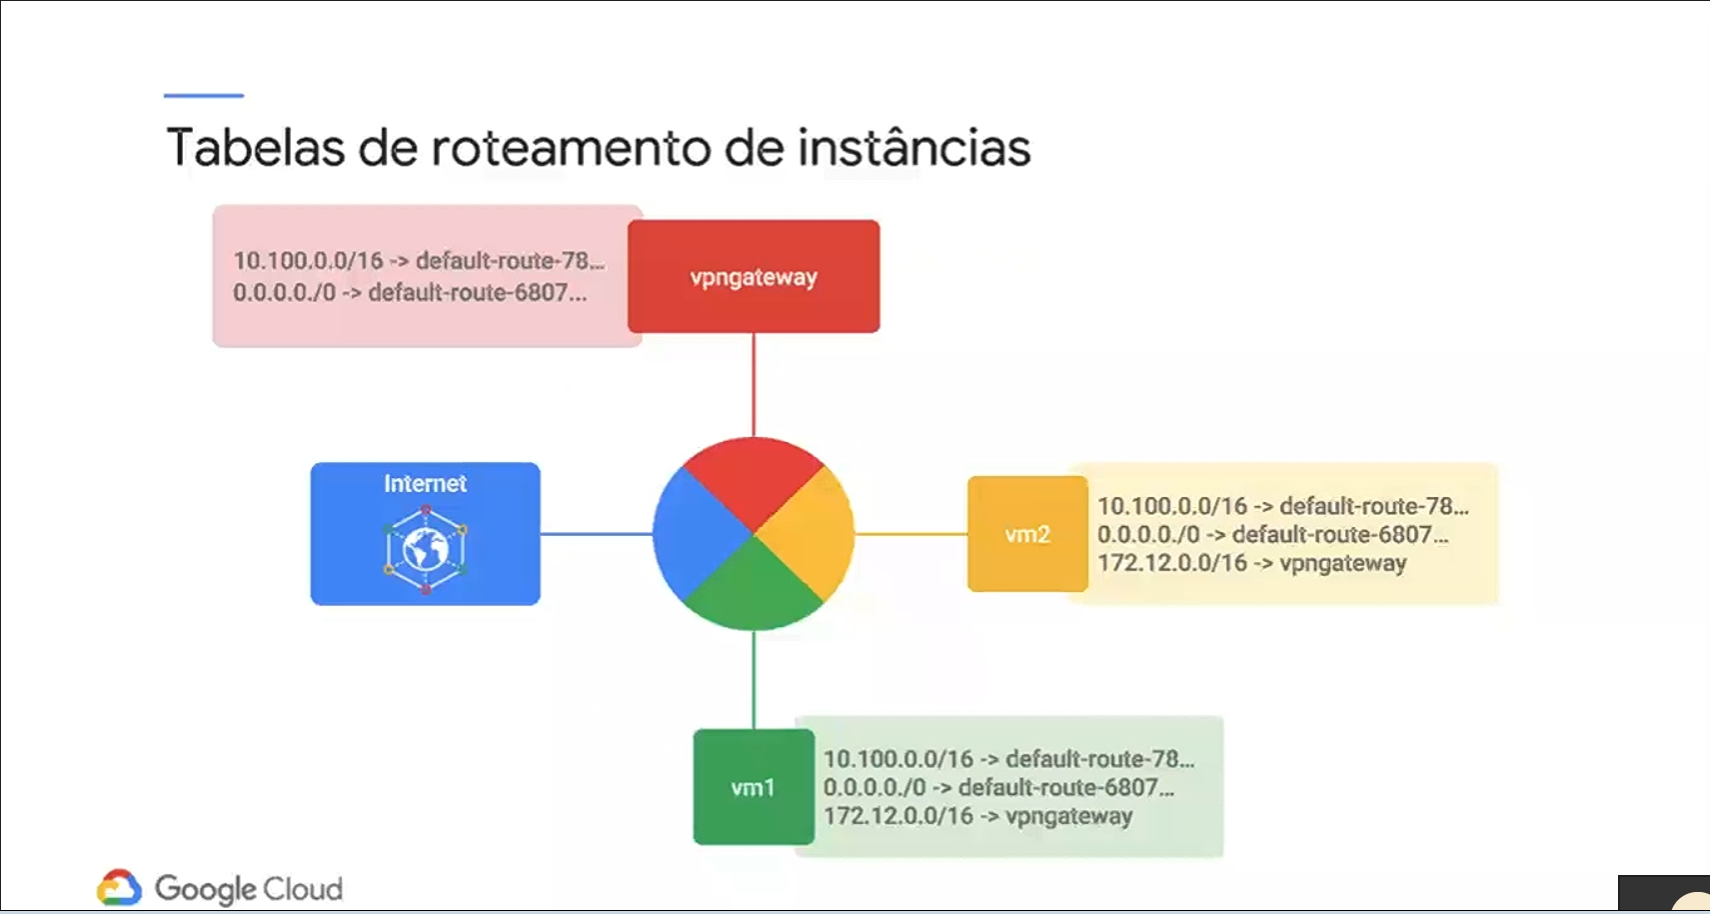 Tabelas de roteamento de instâncias
10.100.0.0/16 -> default-route-78...
0.0.0.0./0 -> default-route-6807...
vpngateway
Internet
vm2
10.100.0.0/16 -> default-route-78...
0.0.0.0./0 -> default-route-6807...
172.12.0.0/16 -> vpngateway
vm1
10.100.0.0/16 -> default-route-78...
0.0.0.0./0 -> default-route-6807...
172.12.0.0/16 -> vpngateway
Google Cloud